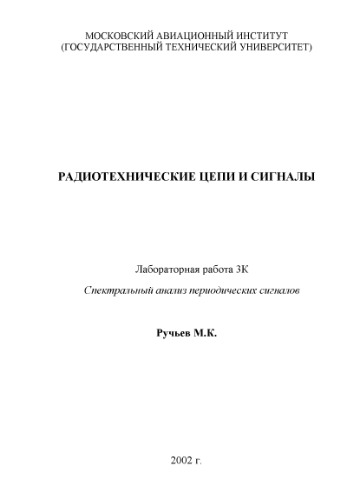 МОСКОВСКИЙ АВИАЦИОННЫЙ ИНСТИТУТ
(ГОСУДАРСТВЕННЫЙ ТЕХНИЧЕСКИЙ УНИВЕРСИТЕТ)
РАДИОТЕХНИЧЕСКИЕ ЦЕПИ И СИГНАЛЫ
Лабораторная работа 3К
Спектральный анализ периодических сигналов
Ручьев М.К.
2002 г.